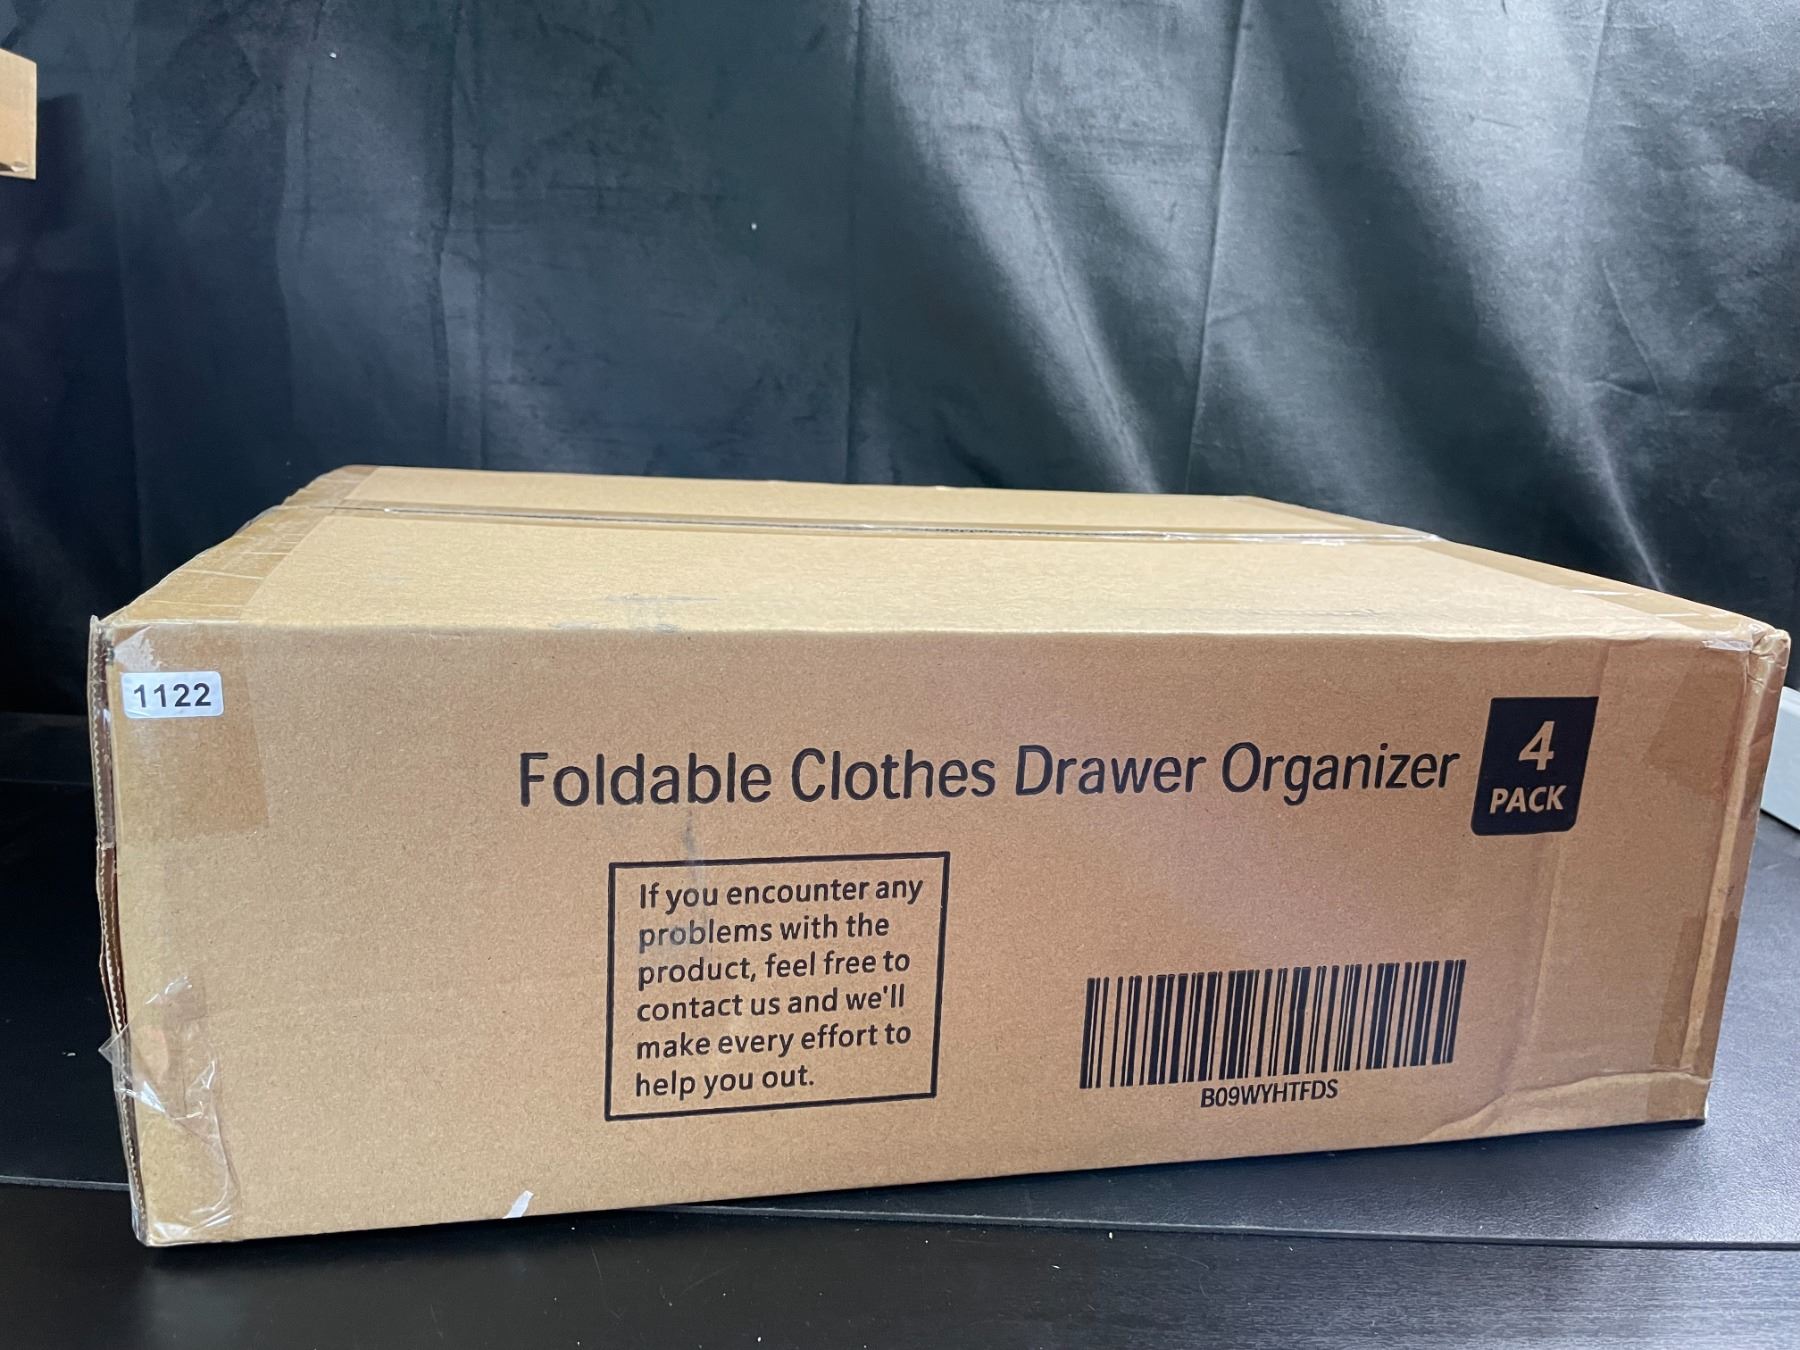 1122
Foldable Clothes Drawer Organizer
4
PACK
If you encounter any
problems with the
product, feel free to
contact us and we'll
make every effort to
help you out.
B09WYHTFDS